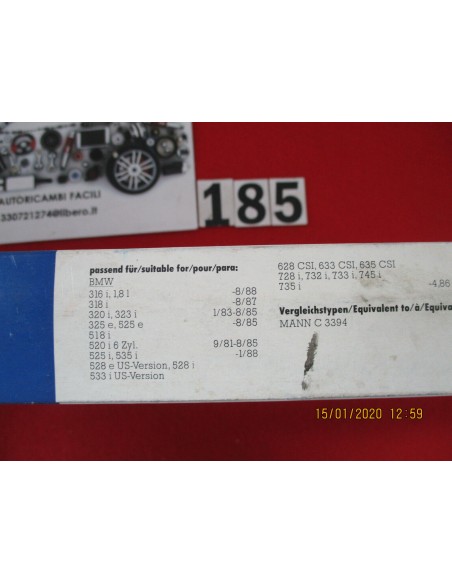 AUTORICAMBI FACILI
330721274@libero.it
185
passend für/suitable for/pour/para:
BMW
316 i, 1,8 l -8/88
318 i -8/87
320 i, 323 i 1/83-8/85
325 e, 525 e -8/85
518 i
520 i 6 Zyl. 9/81-8/85
525 i, 535 i -1/88
528 e US-Version, 528 i
533 i US-Version
628 CSI, 633 CSI, 635 CSI
728 i, 732 i, 733 i, 745 i
735 i -4.86
Vergleichstypen/Equivalent to/à/Equiva
MANN C 3394
15/01/2020 12:59